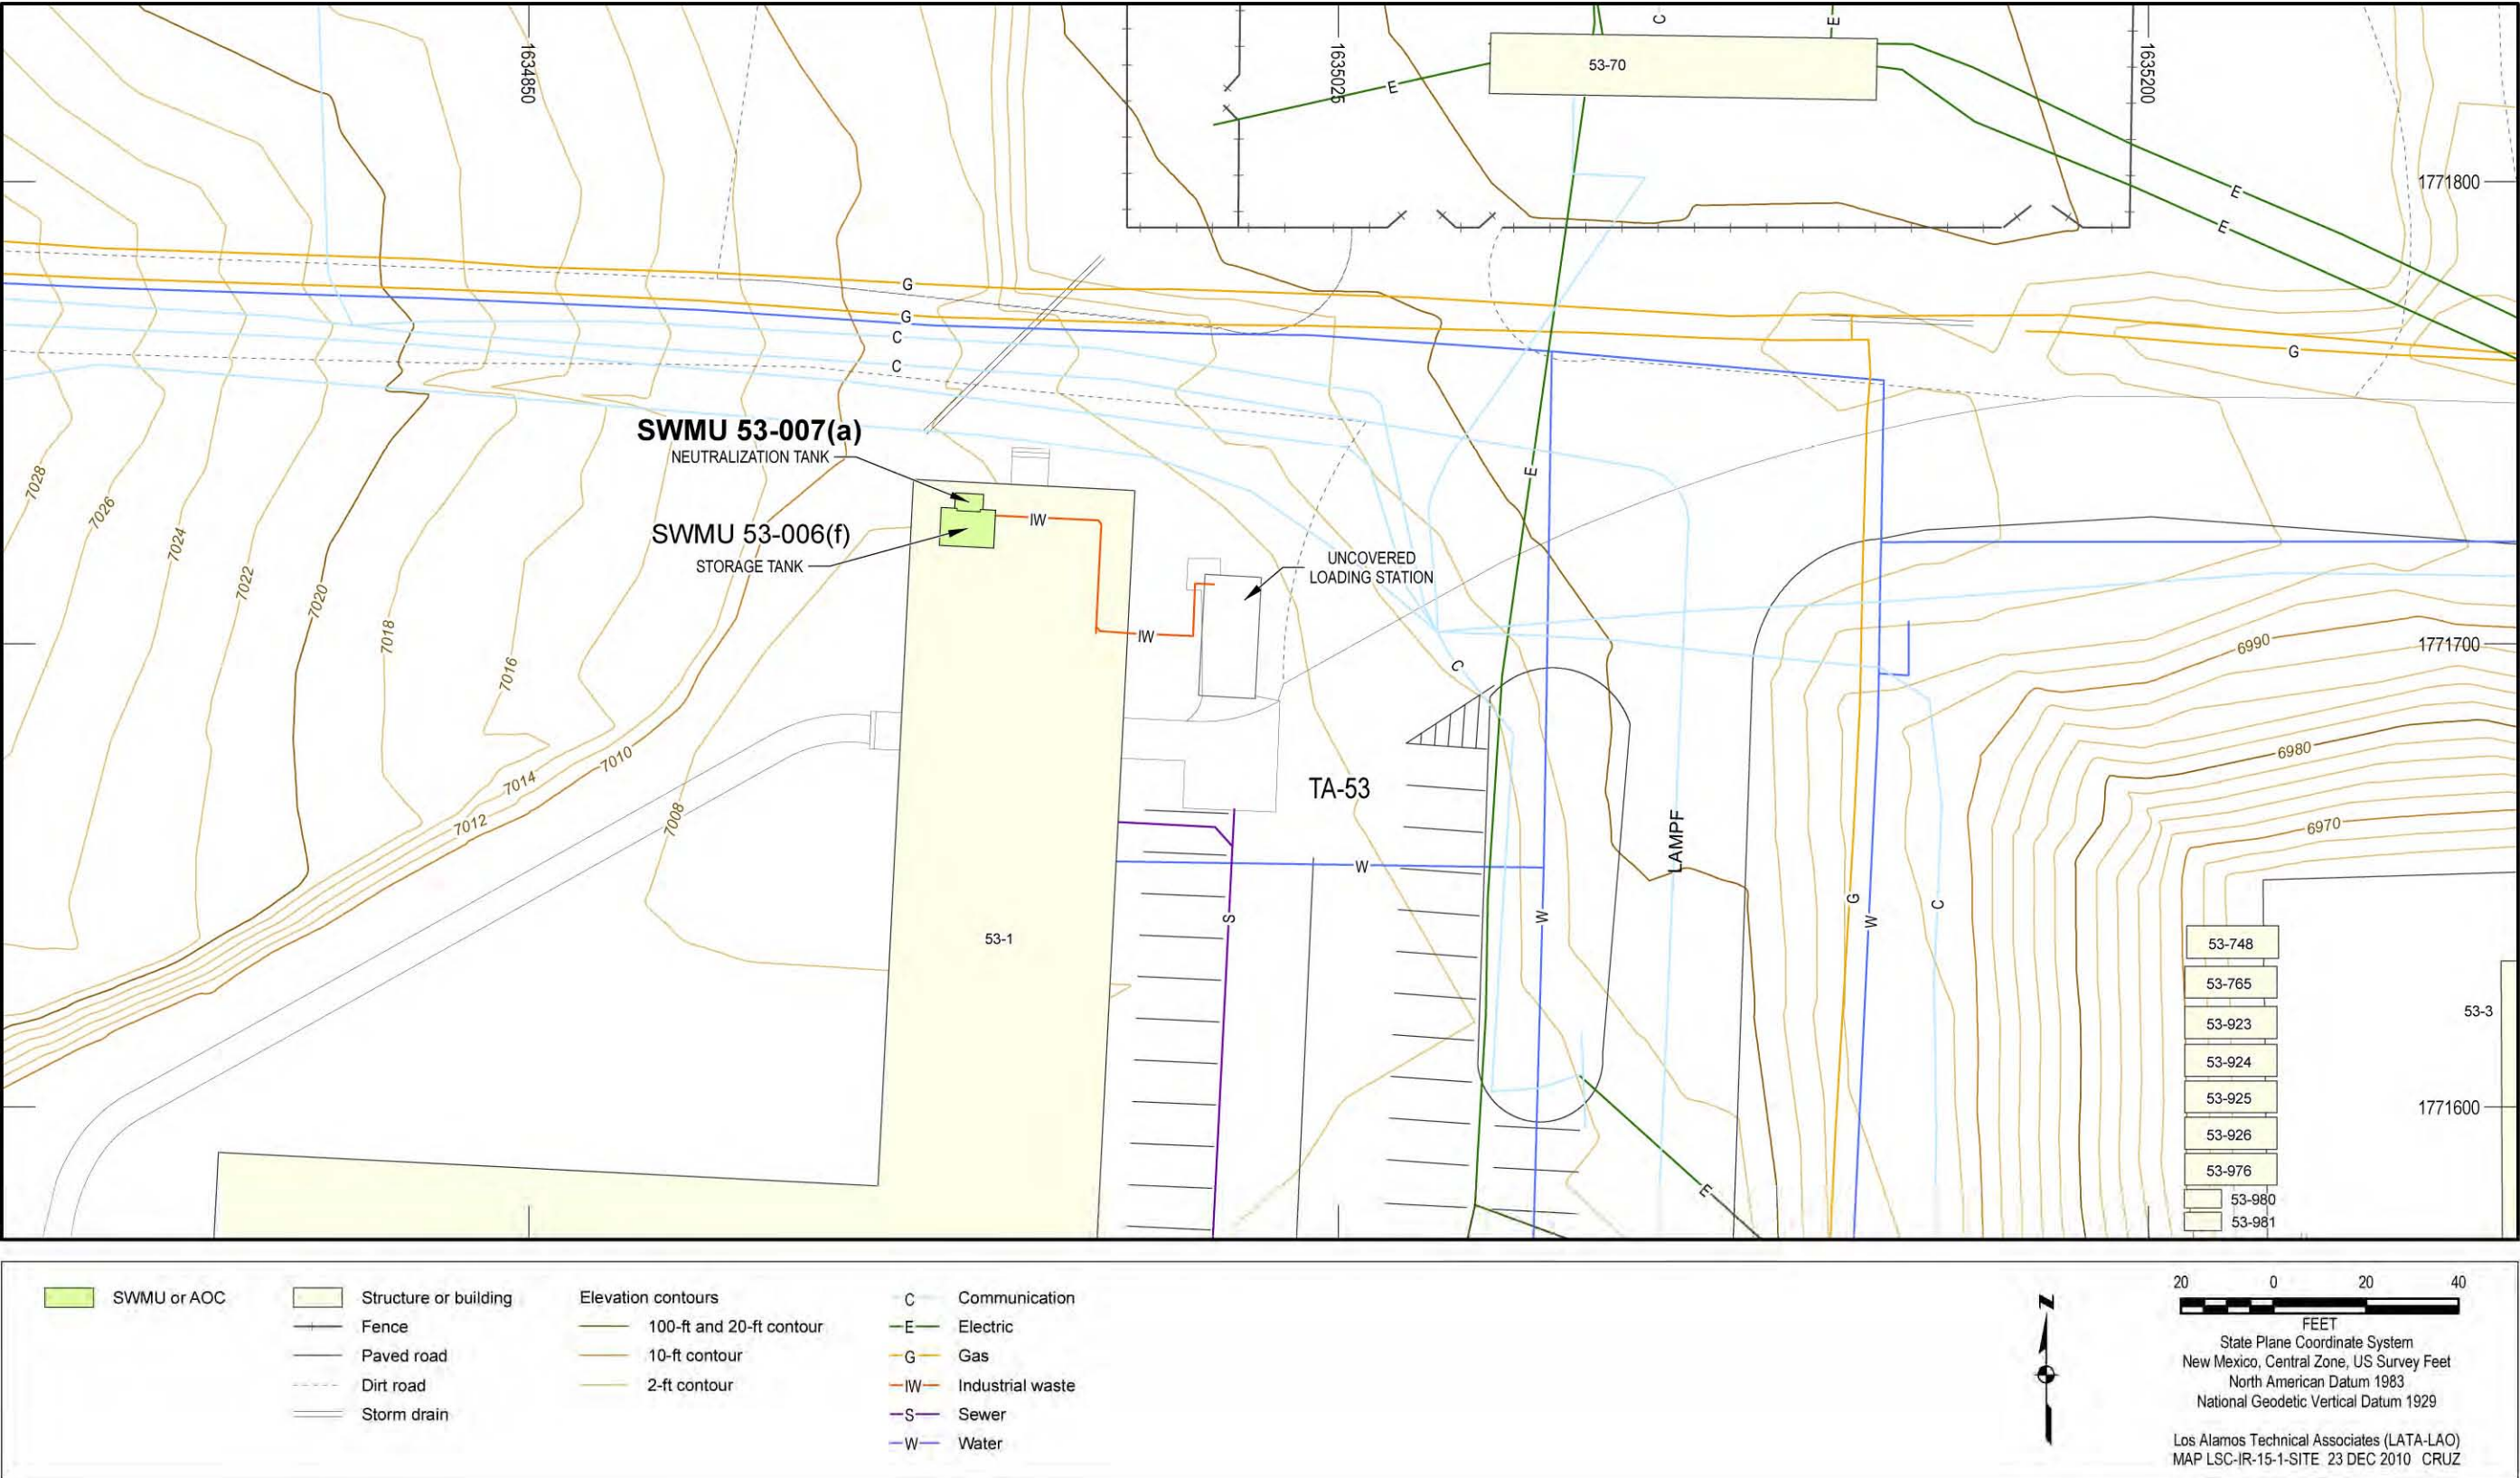 1634850
1635025
1635200
C
E
53-70
E
1771800
E
E
G
G
C
C
G
SWMU 53-007(a)
NEUTRALIZATION TANK
E
7028
7026
7024
7022
7020
7018
7016
SWMU 53-006(f)
STORAGE TANK
IW
UNCOVERED
LOADING STATION
IW
C
6990
1771700
7014
7010
7012
7008
TA-53
LAMPF
6980
6970
W
S
W
G
W
C
53-1
53-748
53-765
53-923
53-3
53-924
53-925
1771600
53-926
53-976
E
53-980
53-981
SWMU or AOC
Structure or building
Fence
Paved road
Dirt road
Storm drain
Elevation contours
100-ft and 20-ft contour
10-ft contour
2-ft contour
C Communication
E Electric
G Gas
IW Industrial waste
S Sewer
W Water
N
20 0 20 40
FEET
State Plane Coordinate System
New Mexico, Central Zone, US Survey Feet
North American Datum 1983
National Geodetic Vertical Datum 1929
Los Alamos Technical Associates (LATA-LAO)
MAP LSC-IR-15-1-SITE 23 DEC 2010 CRUZ